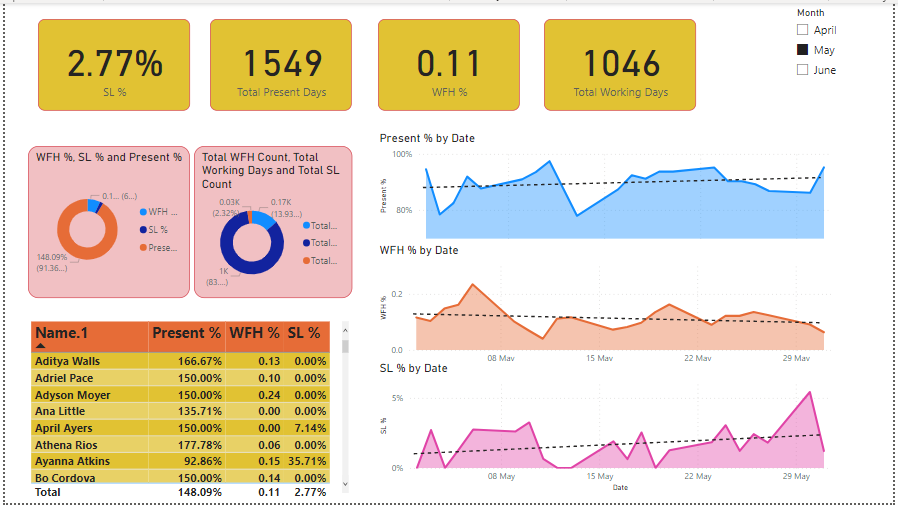 Month
April
May
June
2.77%
SL %
1549
Total Present Days
0.11
WFH %
1046
Total Working Days
WFH %, SL % and Present %
0.1... (6...)
148.09%
(91.36...)
WFH ...
SL %
Prese...
Total WFH Count, Total
Working Days and Total SL
Count
0.03K
(2.32%)
0.17K
(13.93...)
1K
(83....)
Total...
Total...
Total...
Present % by Date
Present %
100%
80%
WFH % by Date
WFH %
0.2
0.0
08 May 15 May 22 May 29 May
SL % by Date
SL %
5%
0%
08 May 15 May 22 May 29 May
Date
Name.1 Present % WFH % SL %
Aditya Walls 166.67% 0.13 0.00%
Adriel Pace 150.00% 0.10 0.00%
Adyson Moyer 150.00% 0.24 0.00%
Ana Little 135.71% 0.00 0.00%
April Ayers 150.00% 0.00 7.14%
Athena Rios 177.78% 0.06 0.00%
Ayanna Atkins 92.86% 0.15 35.71%
Bo Cordova 150.00% 0.14 0.00%
Total 148.09% 0.11 2.77%